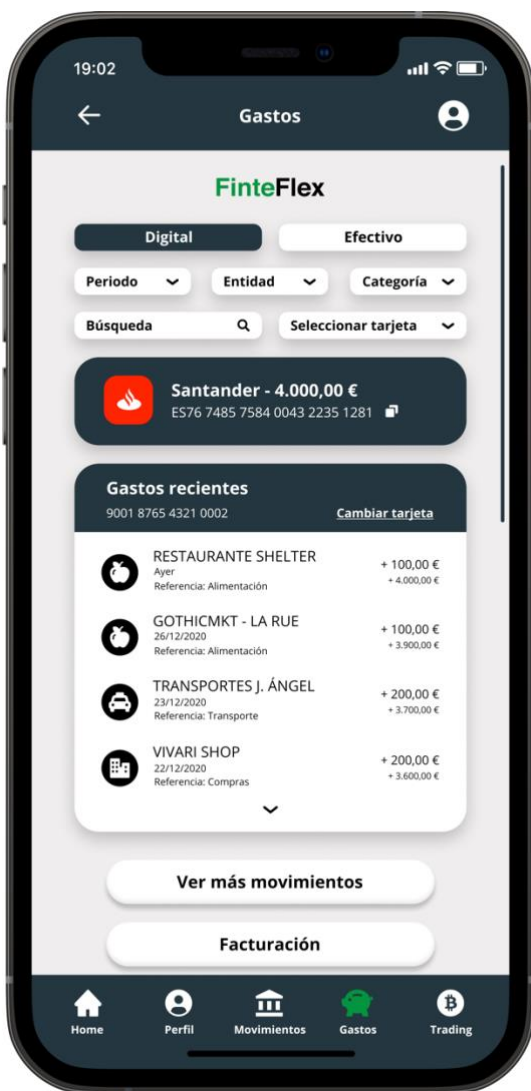 19:02
Gastos
FinteFlex
Digital Efectivo
Periodo Entidad Categoría
Búsqueda Seleccionar tarjeta
Santander - 4.000,00 €
ES76 7485 7584 0043 2235 1281
Gastos recientes
9001 8765 4321 0002 Cambiar tarjeta
RESTAURANTE SHELTER + 100,00 €
Ayer + 4.000,00 €
Referencia: Alimentación
GOTHICMKT - LA RUE + 100,00 €
26/12/2020 + 3.900,00 €
Referencia: Alimentación
TRANSPORTES J. ÁNGEL + 200,00 €
23/12/2020 + 3.700,00 €
Referencia: Transporte
VIVARI SHOP + 200,00 €
22/12/2020 + 3.600,00 €
Referencia: Compras
Ver más movimientos
Facturación
Home Perfil Movimientos Gastos Trading